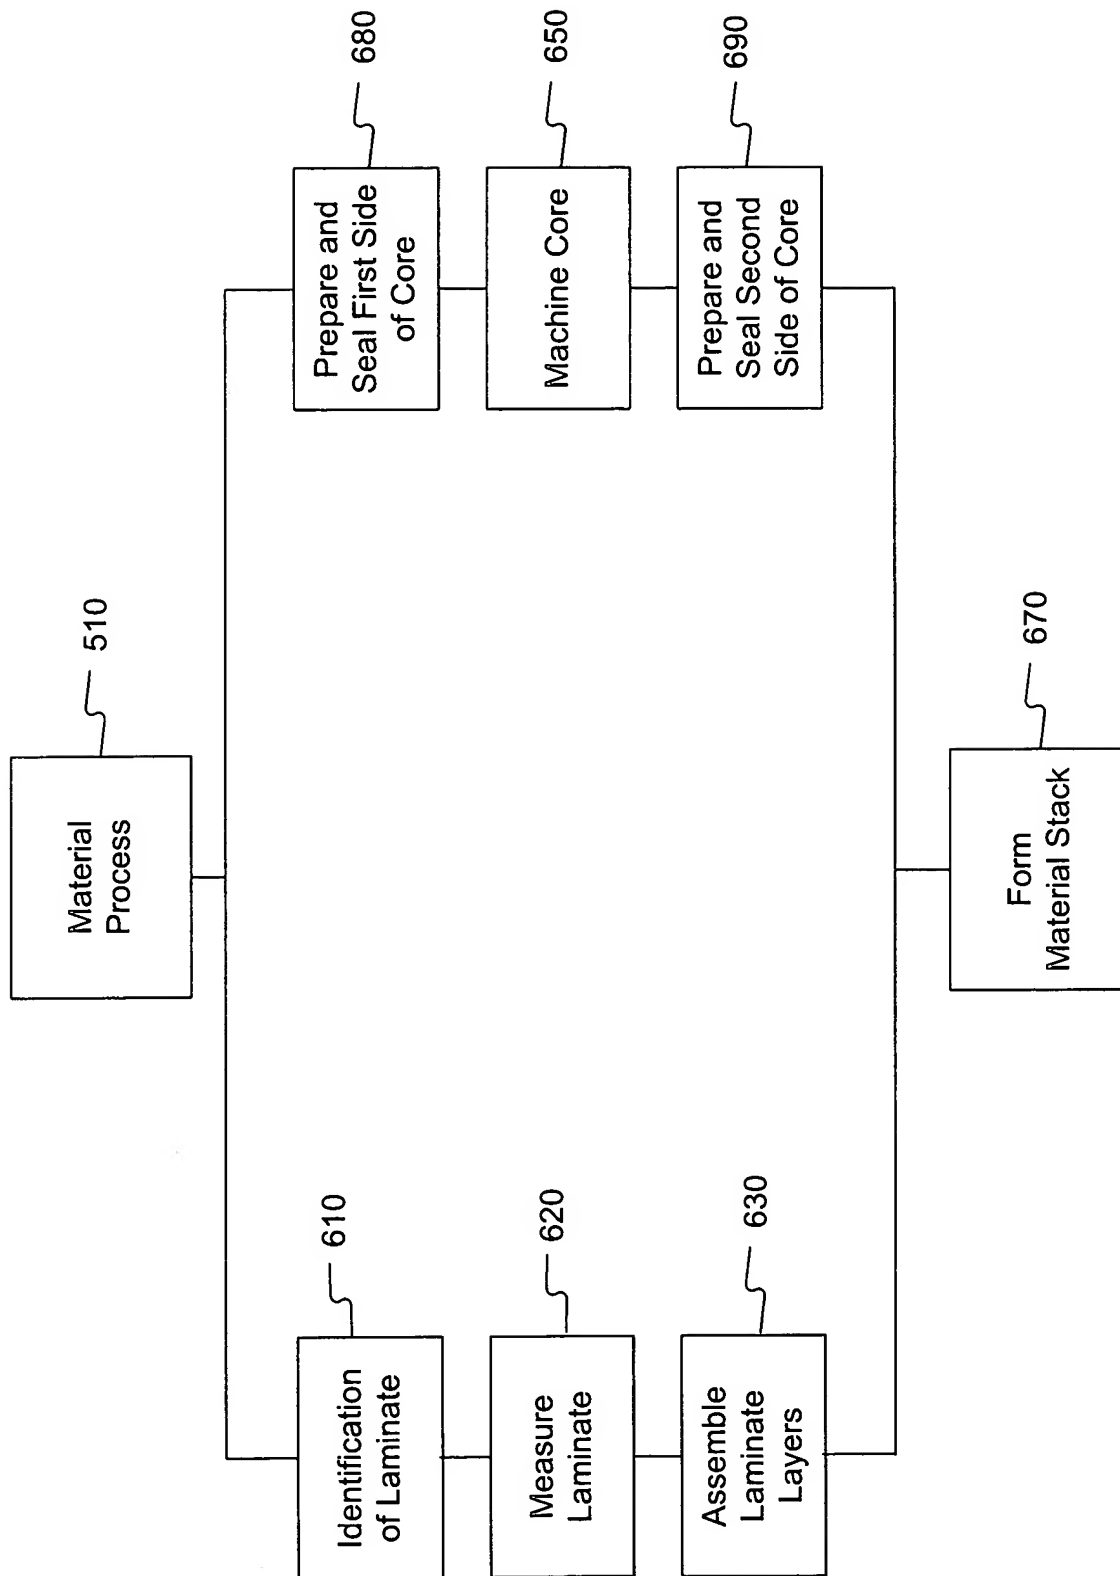 Material
Process
510
Identification
of Laminate
610
Measure
Laminate
620
Assemble
Laminate
Layers
630
Prepare and
Seal First Side
of Core
680
Machine Core
650
Prepare and
Seal Second
Side of Core
690
Form
Material Stack
670